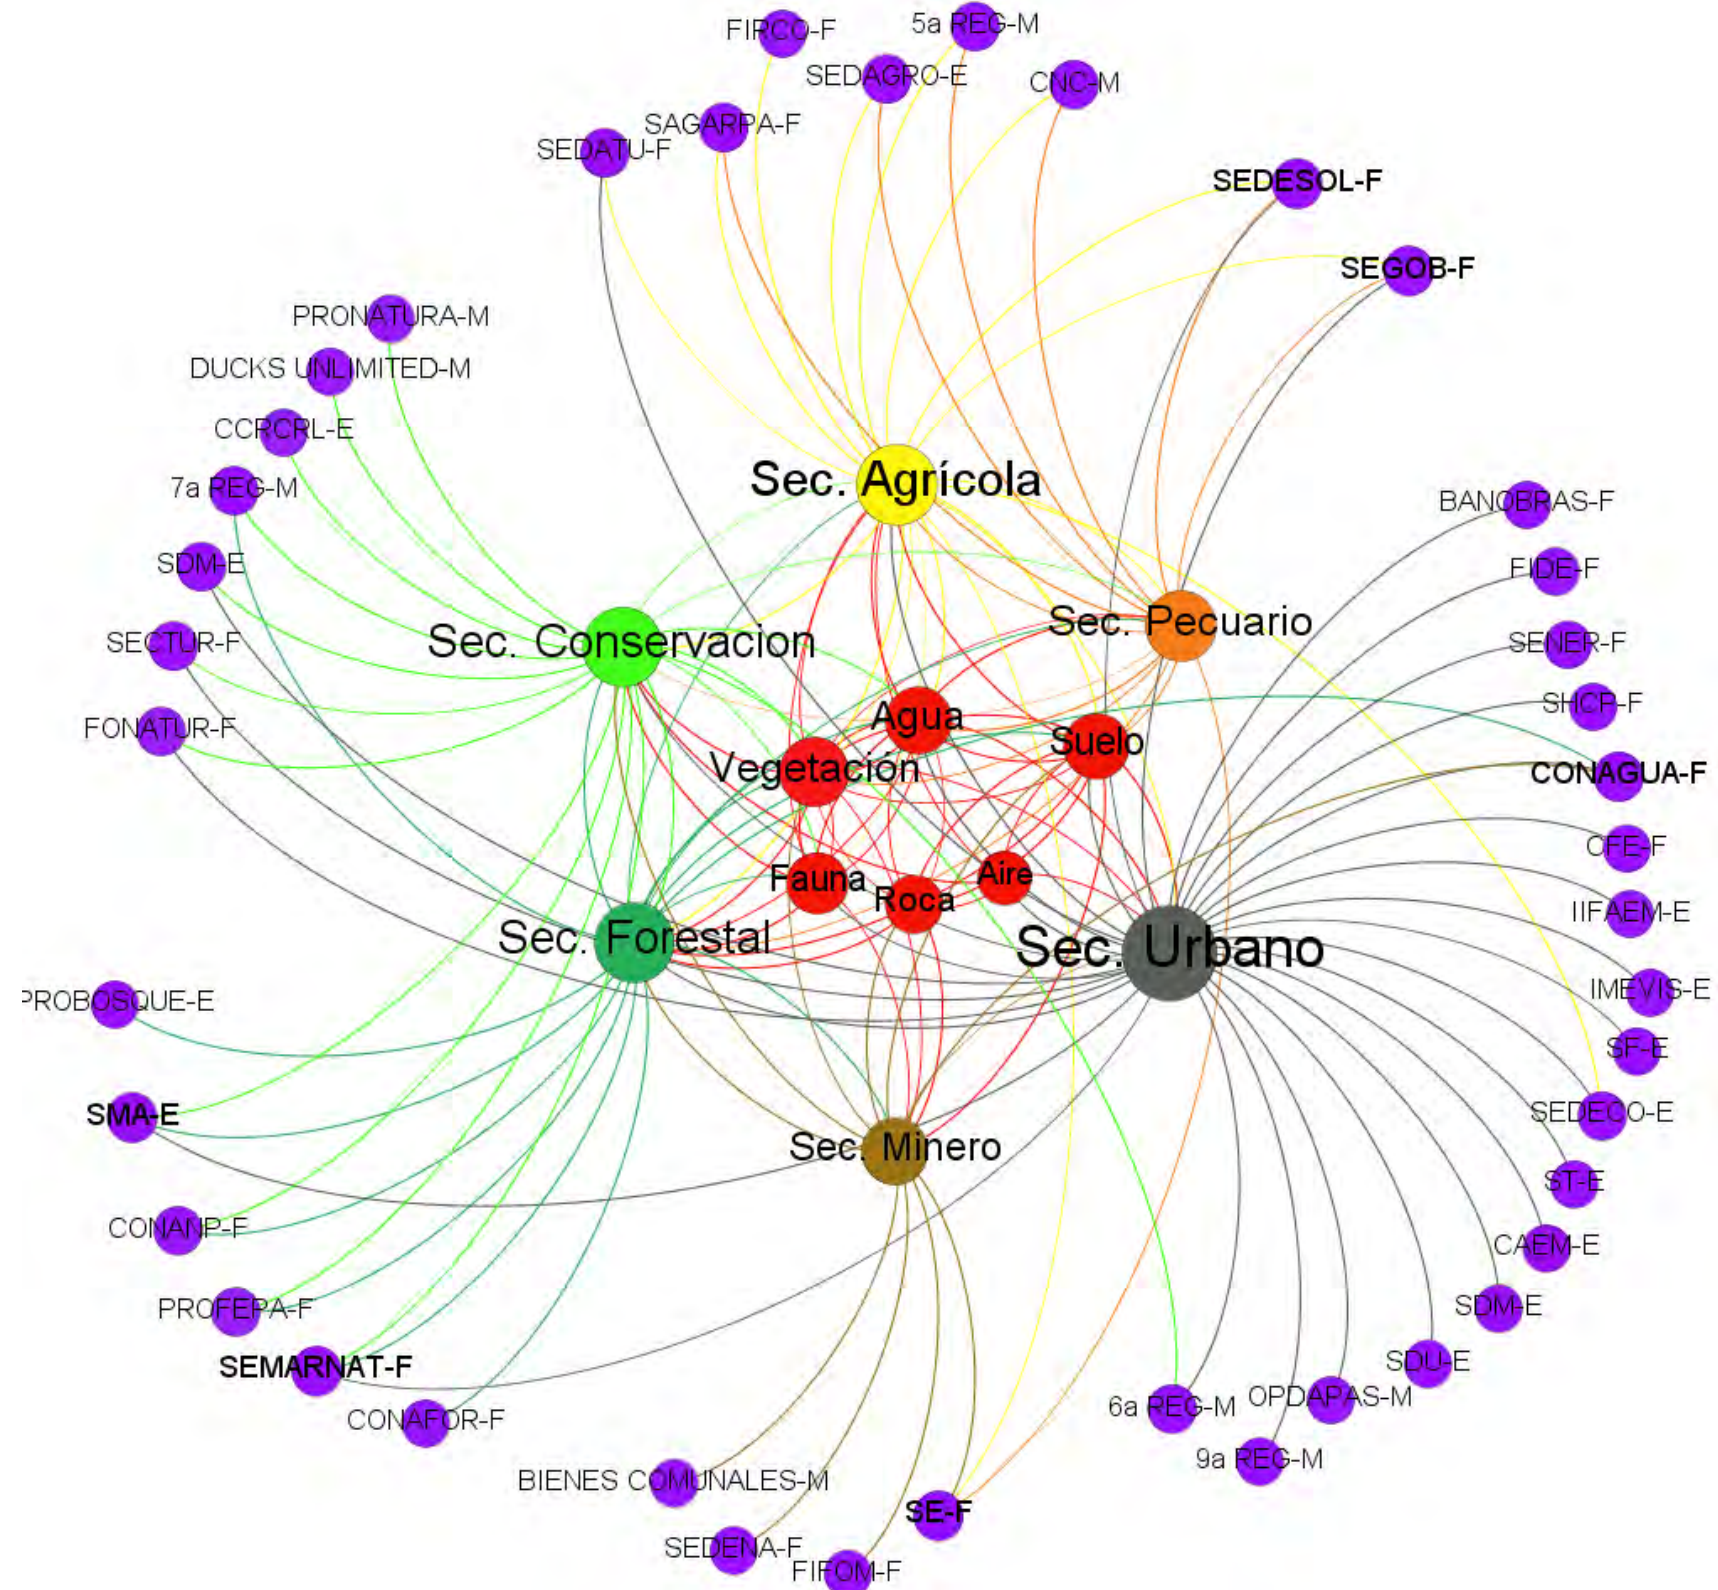 FIRCO-F
5a REG-M
SEDAGRO-E
CNC-M
SAGARPA-F
SEDATU-F
SEDESOL-F
SEGOB-F
PRONATURA-M
DUCKS UNLIMITED-M
CCRCRL-E
7a REG-M
Sec. Agrícola
BANOBRAS-F
SDM-E
FIDE-F
Sec. Pecuario
SECTUR-F
Sec. Conservacion
SENER-F
SHCP-F
Agua
FONATUR-F
Suelo
Vegetación
CONAGUA-F
CFE-F
Fauna
Aire
Roca
IIFAEM-E
Sec. Forestal
Sec. Urbano
IMEVIS-E
PROBOSQUE-E
SF-E
SMA-E
SEDECO-E
Sec. Minero
ST-E
CONANP-F
CAEM-E
PROFEPA-F
SDM-E
SEMARNAT-F
SDU-E
OPDAPAS-M
6a REG-M
CONAFOR-F
9a REG-M
BIENES COMUNALES-M
SE-F
SEDENA-F
FIFOM-F